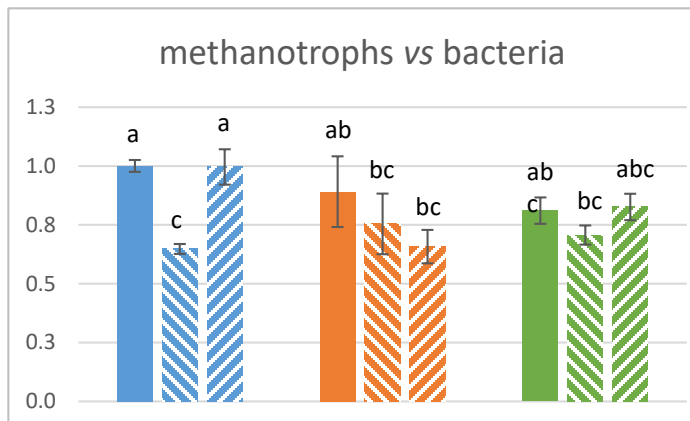 methanotrophs vs bacteria
1.3
a
a
ab
ab
abc
1.0
bc
bc
c
bc
c
0.8
0.5
0.3
0.0